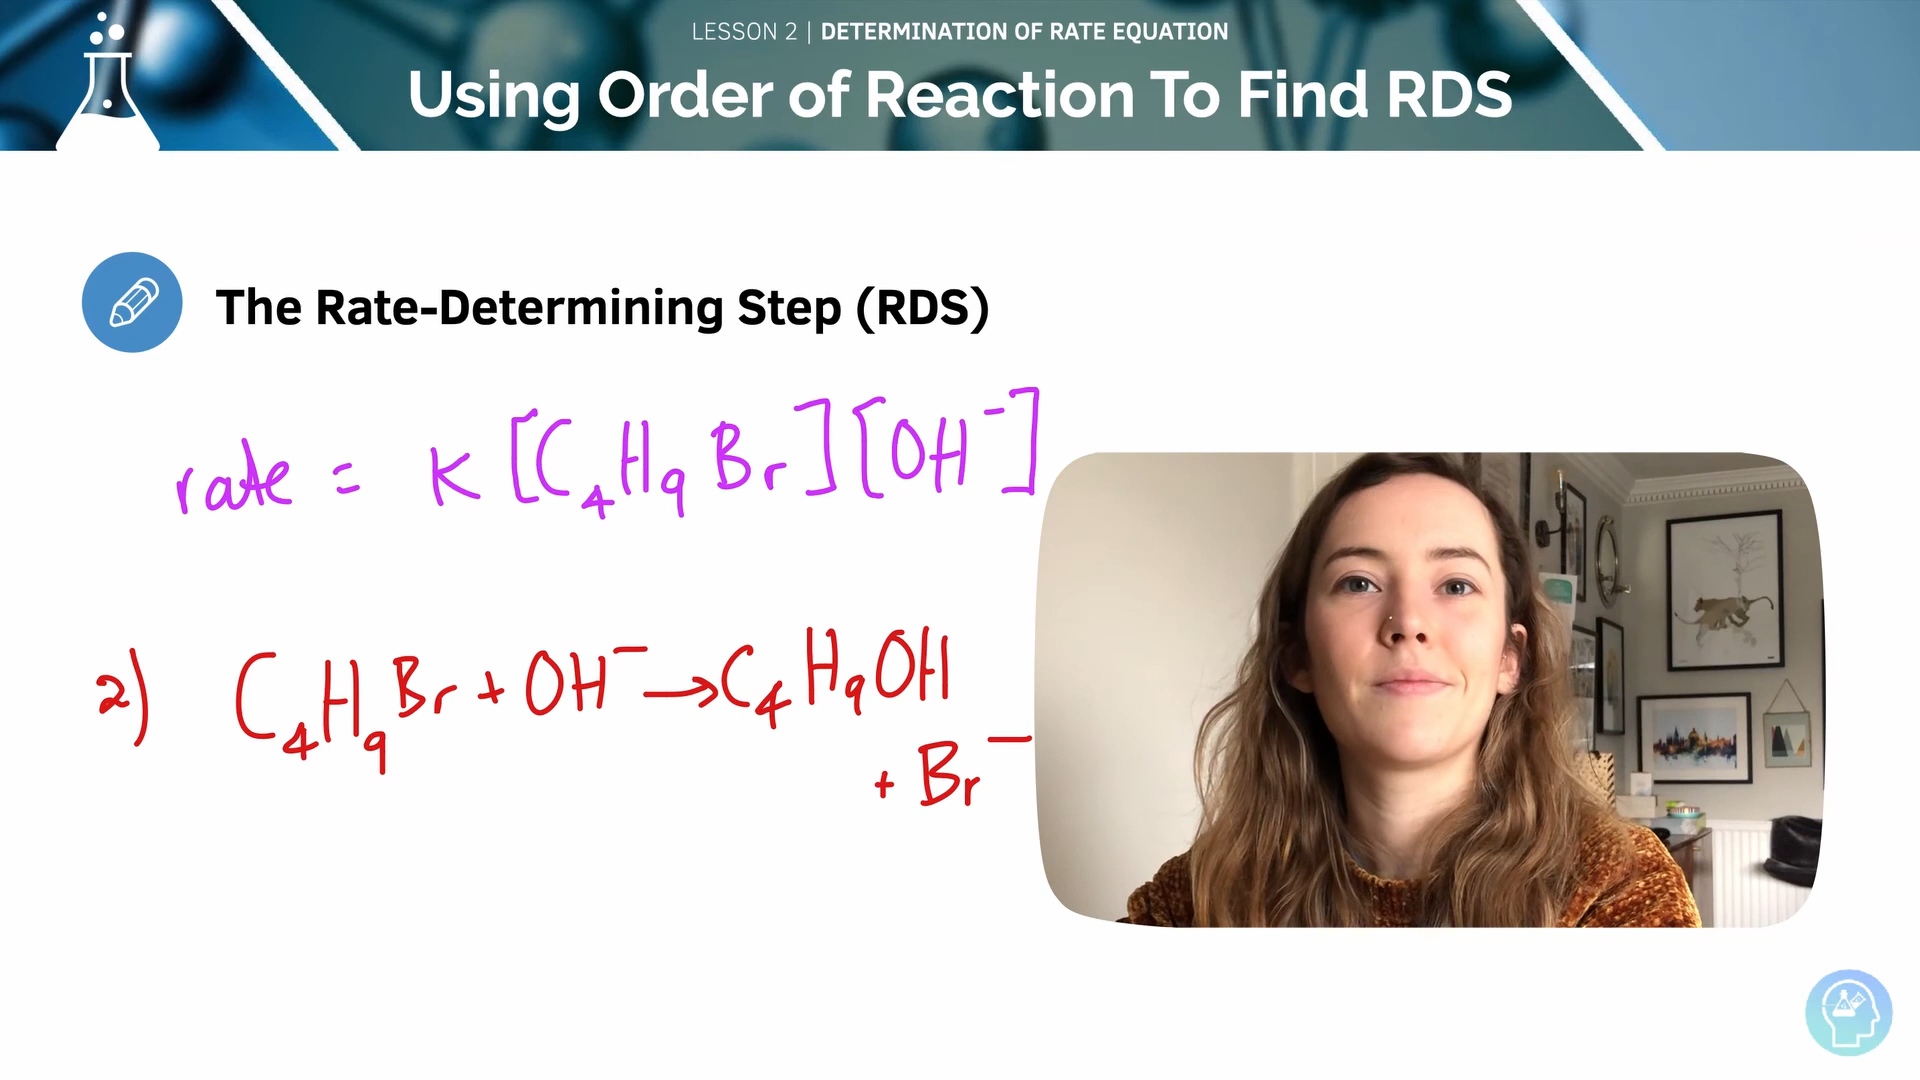 LESSON 2 | DETERMINATION OF RATE EQUATION
Using Order of Reaction To Find RDS
The Rate-Determining Step (RDS)
rate = K [C₄H₉Br][OH⁻]
2) C₄H₉Br + OH⁻ → C₄H₉OH
+ Br⁻